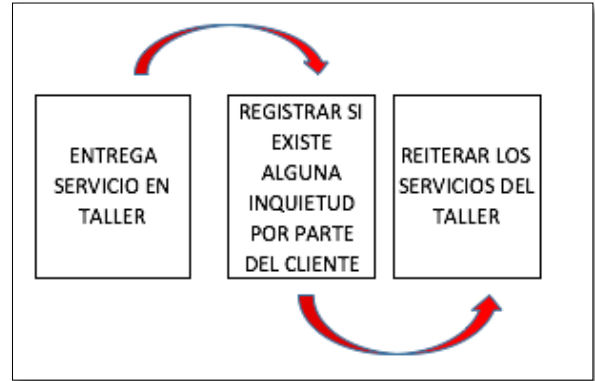 ENTREGA
SERVICIO EN
TALLER
REGISTRAR SI
EXISTE
ALGUNA
INQUIETUD
POR PARTE
DEL CLIENTE
REITERAR LOS
SERVICIOS DEL
TALLER